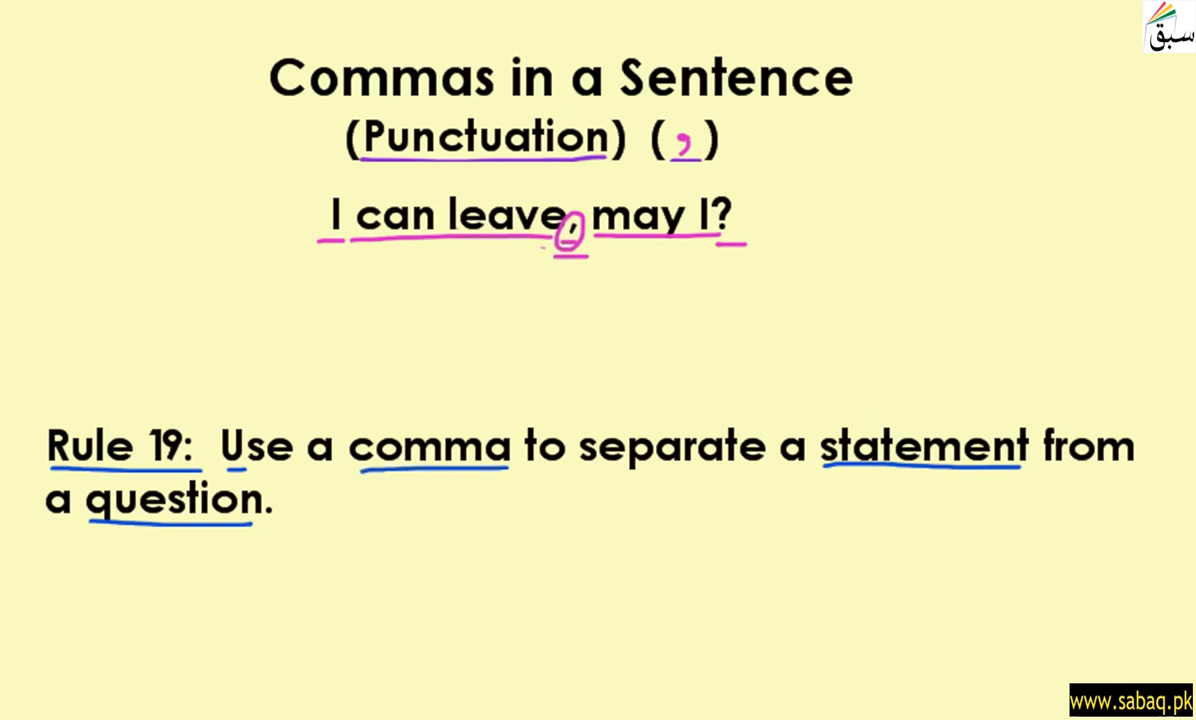 سبق
Commas in a Sentence
(Punctuation) (,)
I can leave, may I?
Rule 19: Use a comma to separate a statement from
a question.
www.sabaq.pk